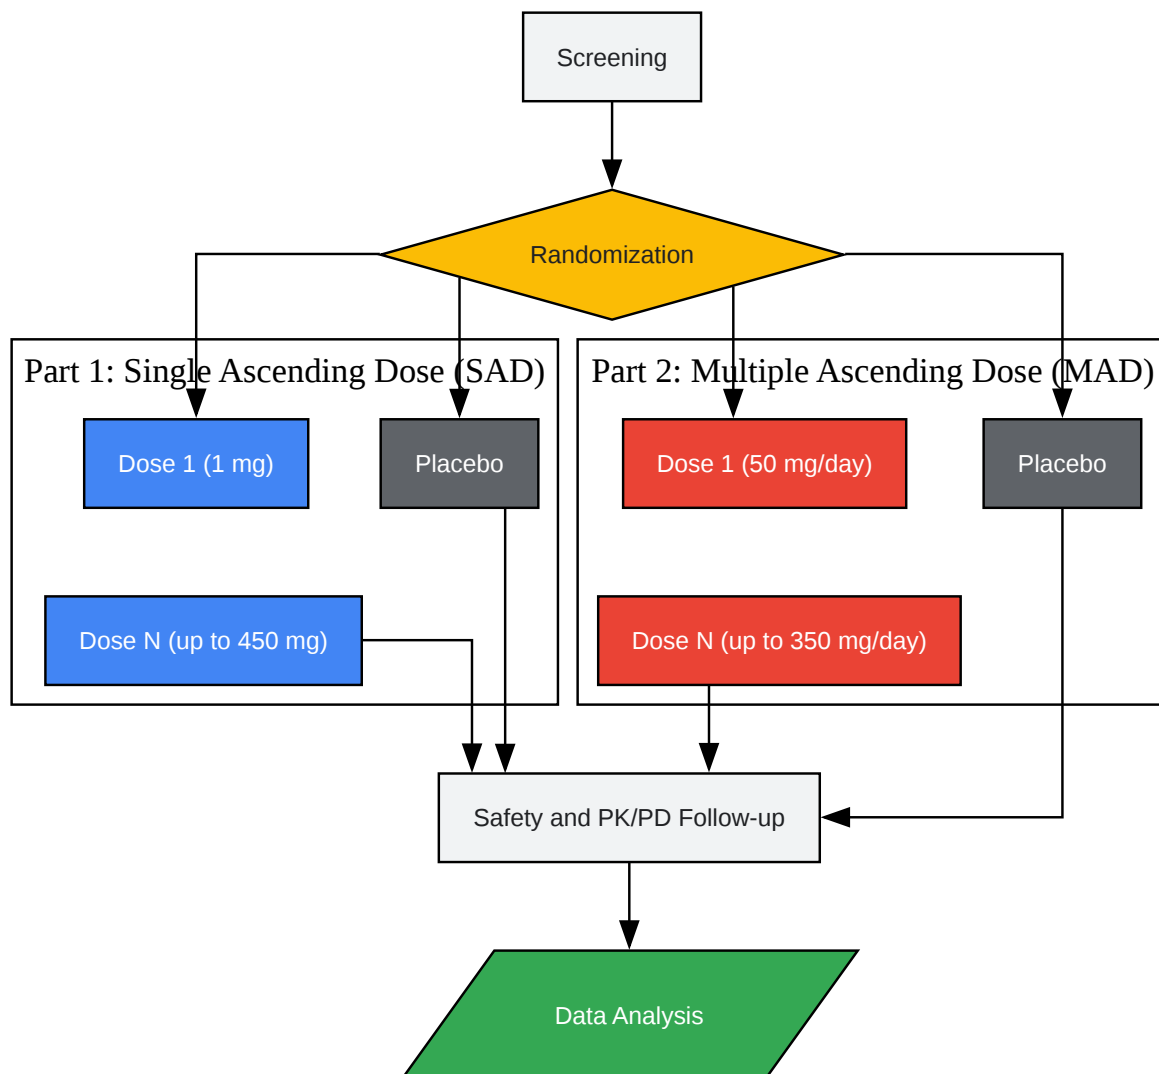 Screening
Randomization
Part 1: Single Ascending Dose (SAD)
Part 2: Multiple Ascending Dose (MAD)
Dose 1 (1 mg)
Placebo
Dose 1 (50 mg/day)
Placebo
Dose N (up to 450 mg)
Dose N (up to 350 mg/day)
Safety and PK/PD Follow-up
Data Analysis